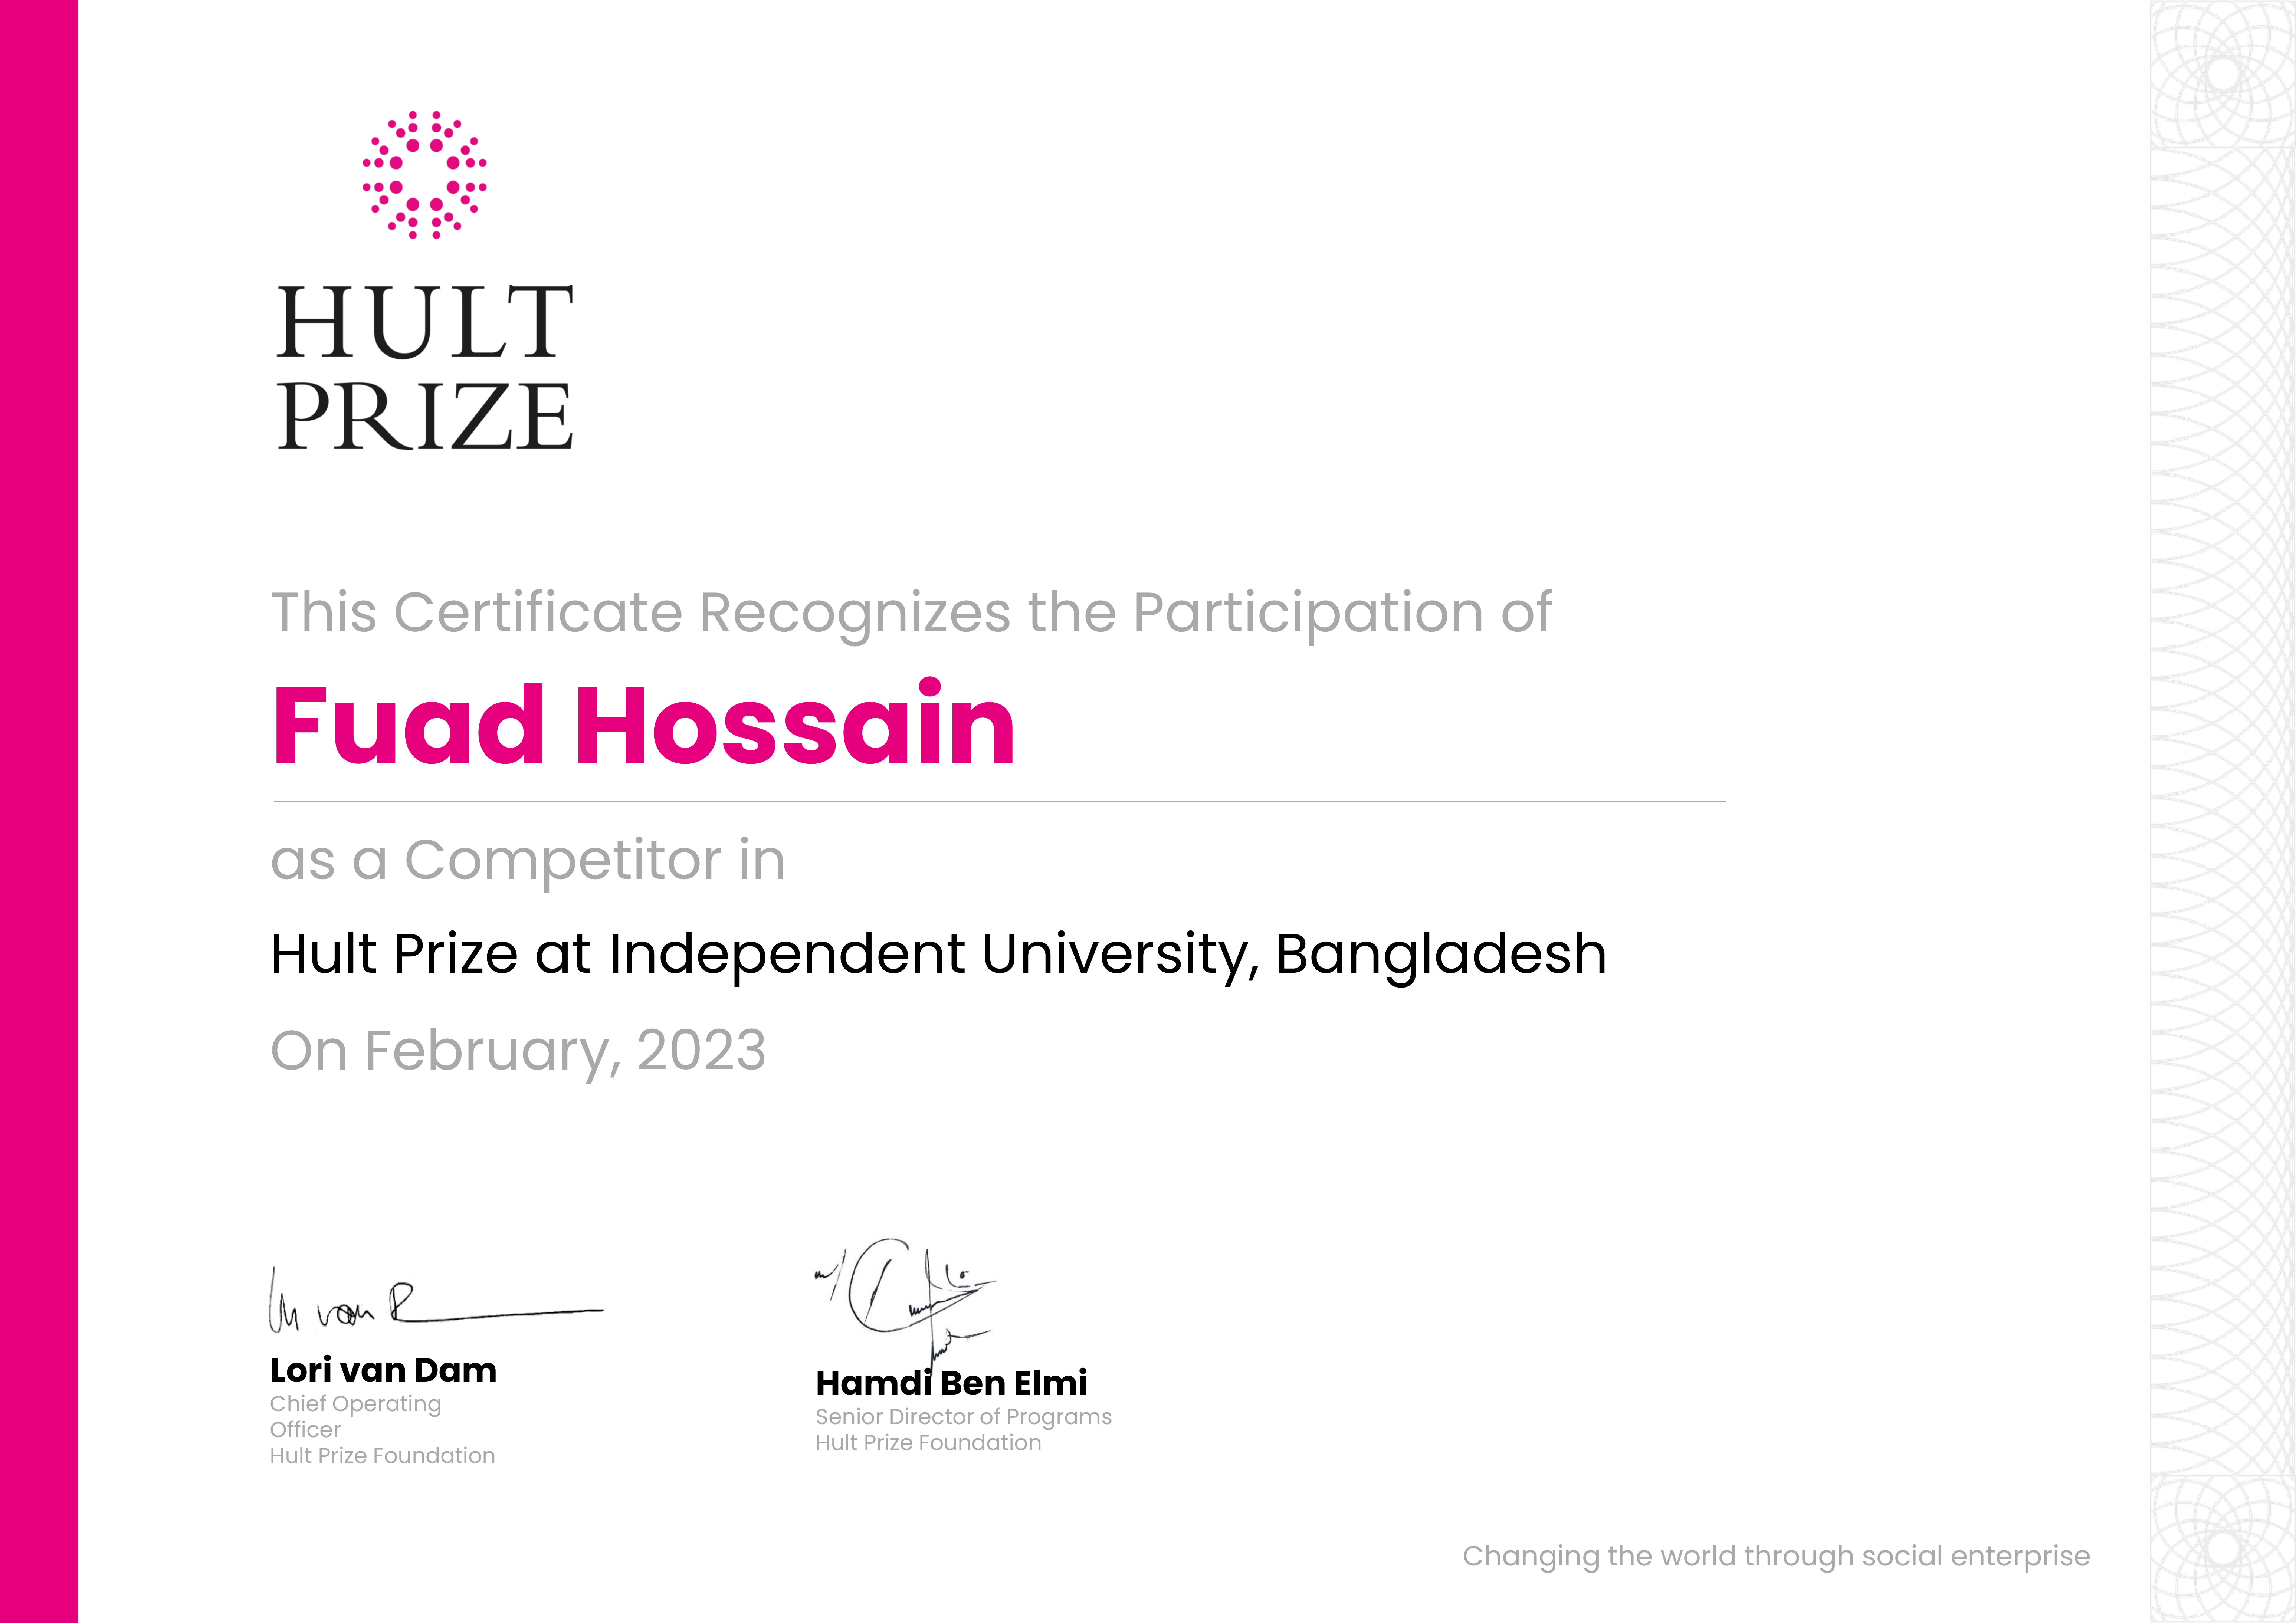 HULT
PRIZE
This Certificate Recognizes the Participation of
Fuad Hossain
as a Competitor in
Hult Prize at Independent University, Bangladesh
On February, 2023
Lori van Dam
Chief Operating
Officer
Hult Prize Foundation
Hamdi Ben Elmi
Senior Director of Programs
Hult Prize Foundation
Changing the world through social enterprise